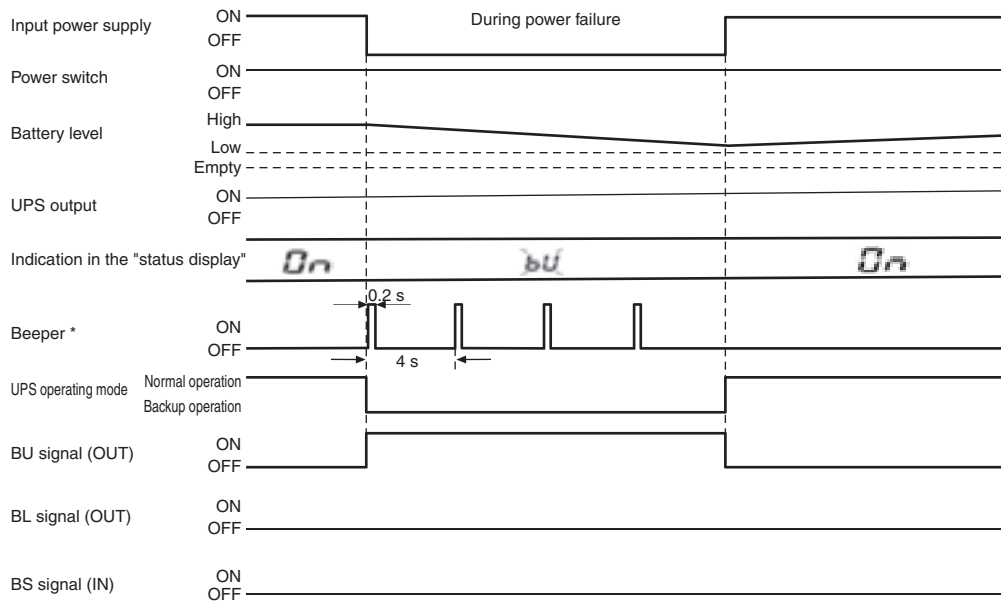 Input power supply ON During power failure
OFF
Power switch ON
OFF
Battery level High
Low
Empty
UPS output ON
OFF
Indication in the "status display" On bU On
0.2 s
Beeper * ON
OFF
4 s
UPS operating mode Normal operation
Backup operation
BU signal (OUT) ON
OFF
BL signal (OUT) ON
OFF
BS signal (IN) ON
OFF